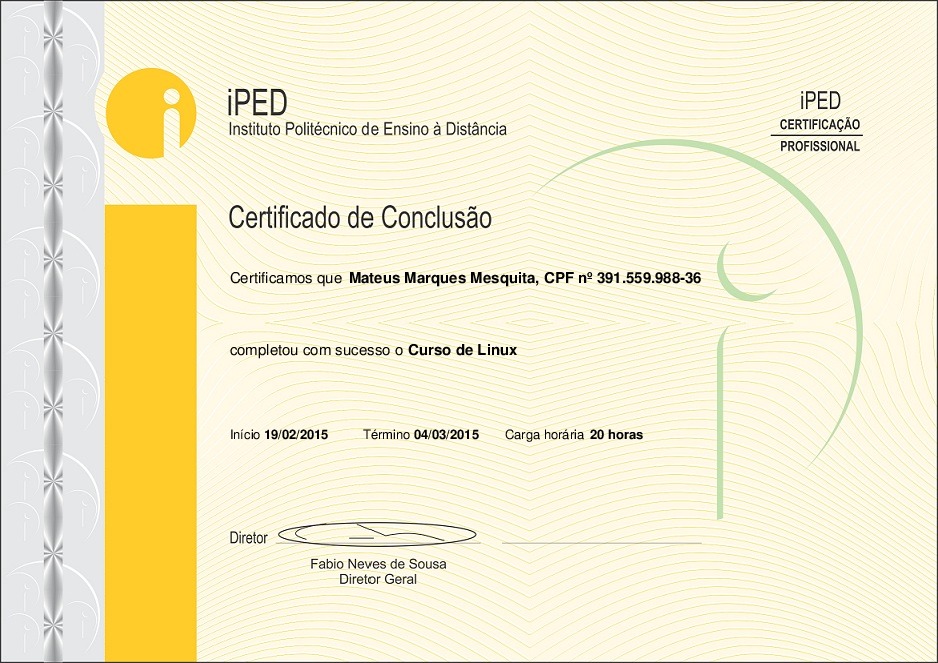 iPED
Instituto Politécnico de Ensino à Distância
iPED
CERTIFICAÇÃO
PROFISSIONAL
Certificado de Conclusão
Certificamos que Mateus Marques Mesquita, CPF nº 391.559.988-36
completou com sucesso o Curso de Linux
Início 19/02/2015 Término 04/03/2015 Carga horária 20 horas
Diretor
Fabio Neves de Sousa
Diretor Geral